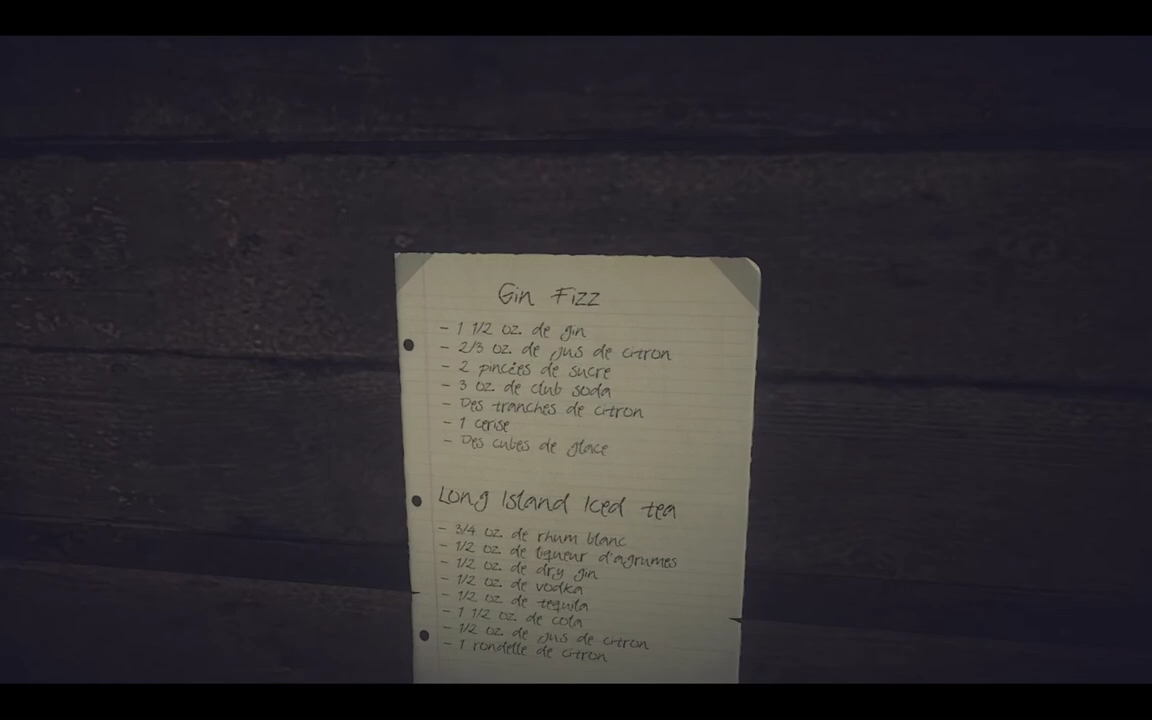 Gin Fizz
- 1 1/2 oz. de gin
- 2/3 oz. de jus de citron
- 2 pincées de sucre
- 3 oz. de club soda
- Des tranches de citron
- 1 cerise
- Des cubes de glace
Long Island Iced tea
- 3/4 oz. de rhum blanc
- 1/2 oz. de liqueur d'agrumes
- 1/2 oz. de dry gin
- 1/2 oz. de vodka
- 1/2 oz. de tequila
- 1 1/2 oz. de cola
- 1/2 oz. de jus de citron
- 1 rondelle de citron